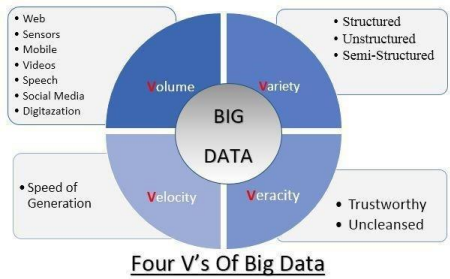 • Web
• Sensors
• Mobile
• Videos
• Speech
• Social Media
• Digitazation
• Structured
• Unstructured
• Semi-Structured
Volume
Variety
BIG
DATA
• Speed of
Generation
Velocity
Veracity
• Trustworthy
• Uncleansed
Four V's Of Big Data